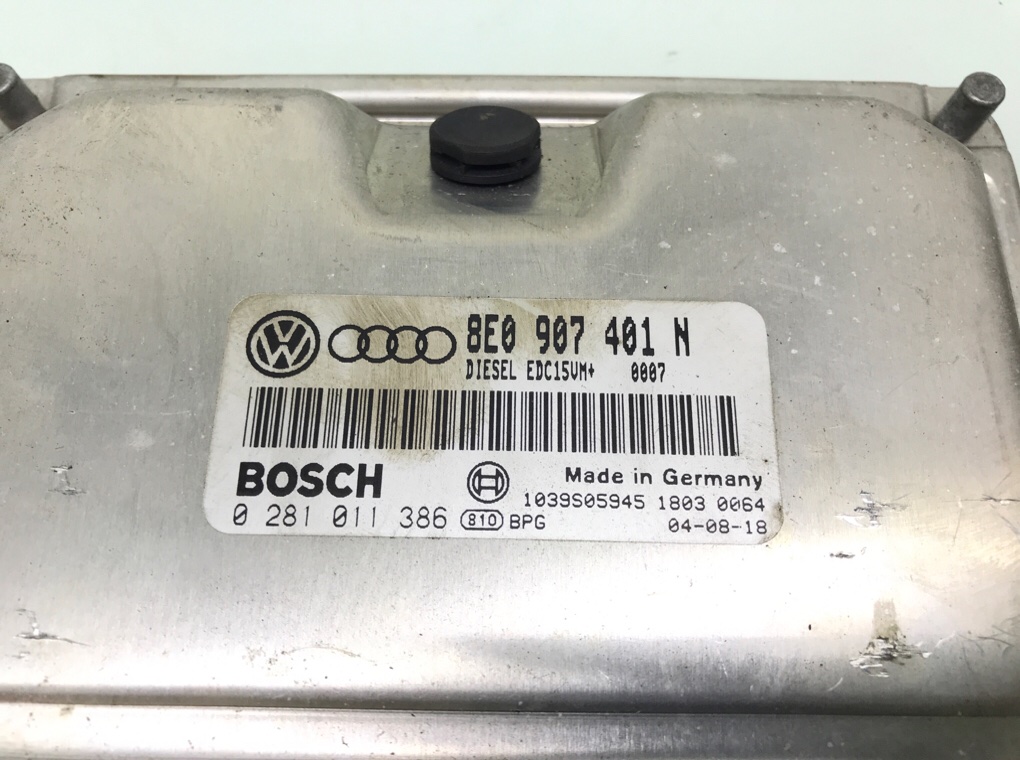 8E0 907 401 N
DIESEL EDC15VM+ 0007
BOSCH
Made in Germany
1039S05945 1803 0064
0 281 011 386 810 BPG
04-08-18